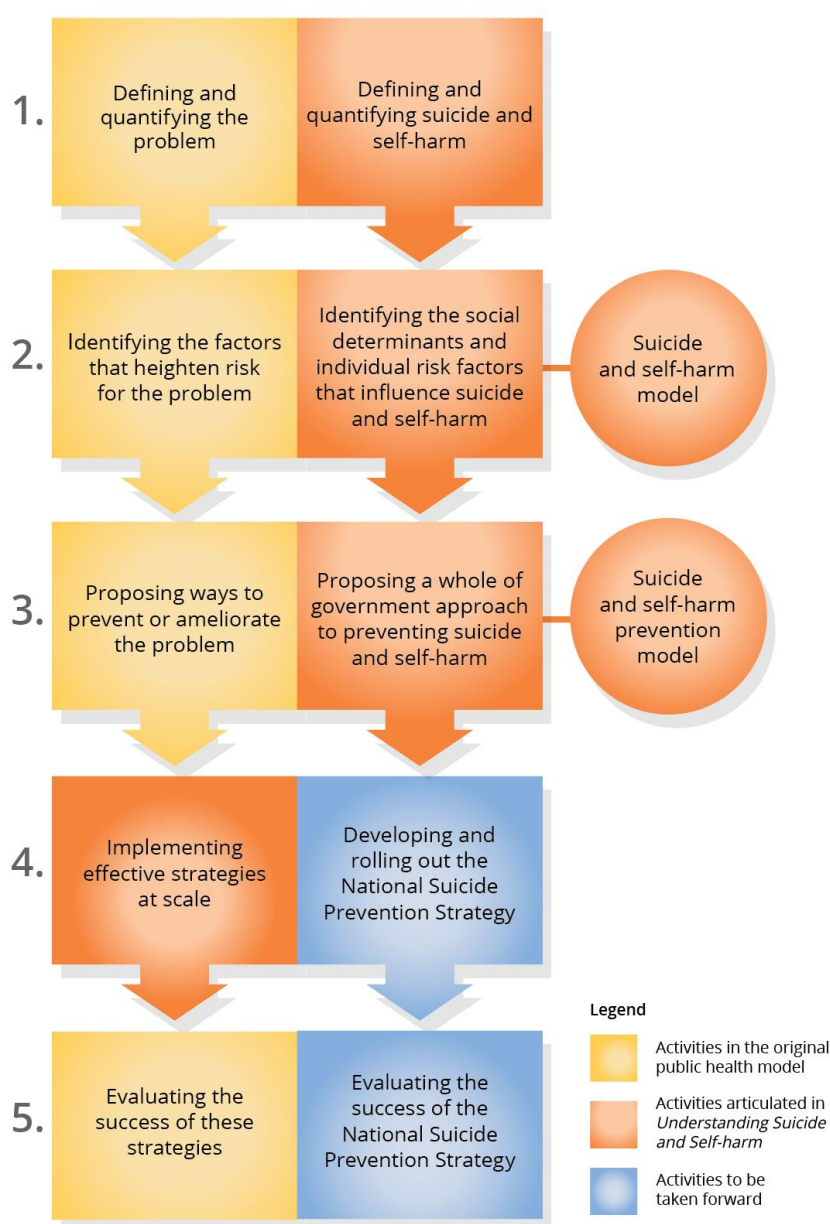 1.
Defining and
quantifying the
problem
Defining and
quantifying suicide and
self-harm
2.
Identifying the factors
that heighten risk
for the problem
Identifying the social
determinants and
individual risk factors
that influence suicide
and self-harm
Suicide
and self-harm
model
3.
Proposing ways to
prevent or ameliorate
the problem
Proposing a whole of
government approach
to preventing suicide
and self-harm
Suicide
and self-harm
prevention
model
4.
Implementing
effective strategies
at scale
Developing and
rolling out the
National Suicide
Prevention Strategy
5.
Evaluating the
success of these
strategies
Evaluating the
success of the
National Suicide
Prevention Strategy
Legend
Activities in the original
public health model
Activities articulated in
Understanding Suicide
and Self-harm
Activities to be
taken forward